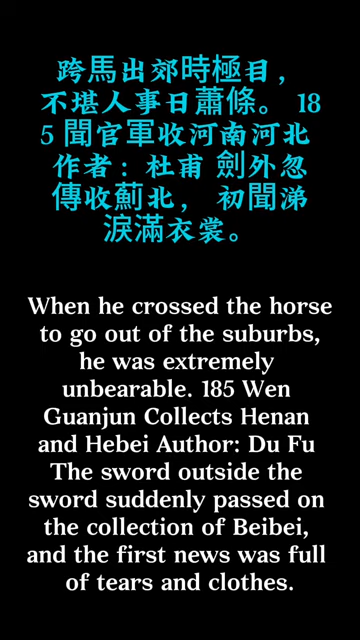 跨馬出郊時極目，
不堪人事日蕭條。 18
5 聞官軍收河南河北
作者：杜甫 劍外忽
傳收薊北， 初聞涕
淚滿衣裳。
When he crossed the horse
to go out of the suburbs,
he was extremely
unbearable. 185 Wen
Guanjun Collects Henan
and Hebei Author: Du Fu
The sword outside the
sword suddenly passed on
the collection of Beibei,
and the first news was full
of tears and clothes.